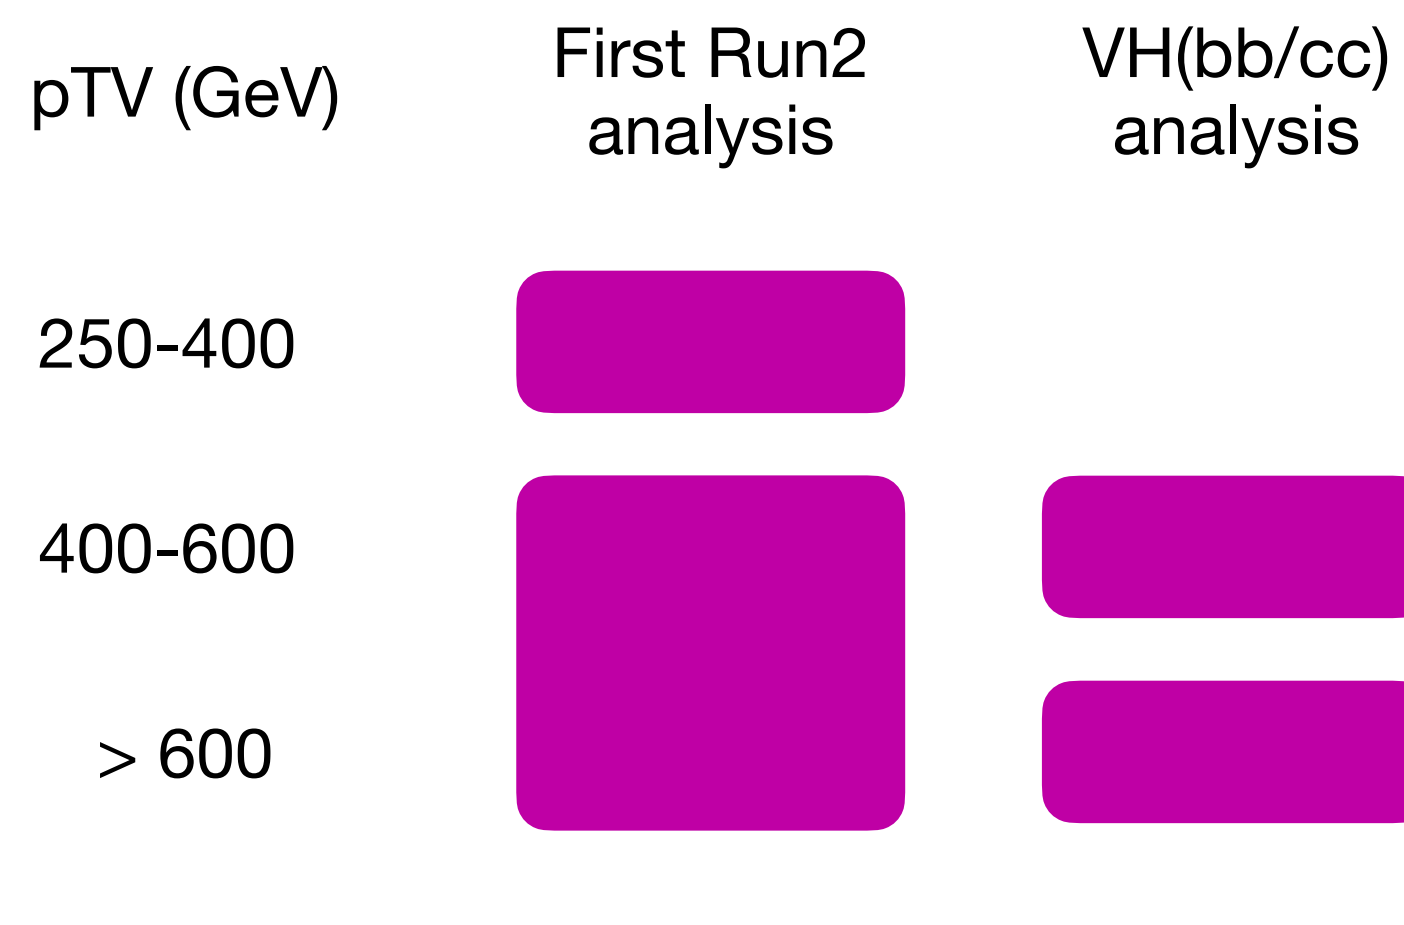 pTV (GeV)
First Run2
analysis
VH(bb/cc)
analysis
250-400
400-600
> 600